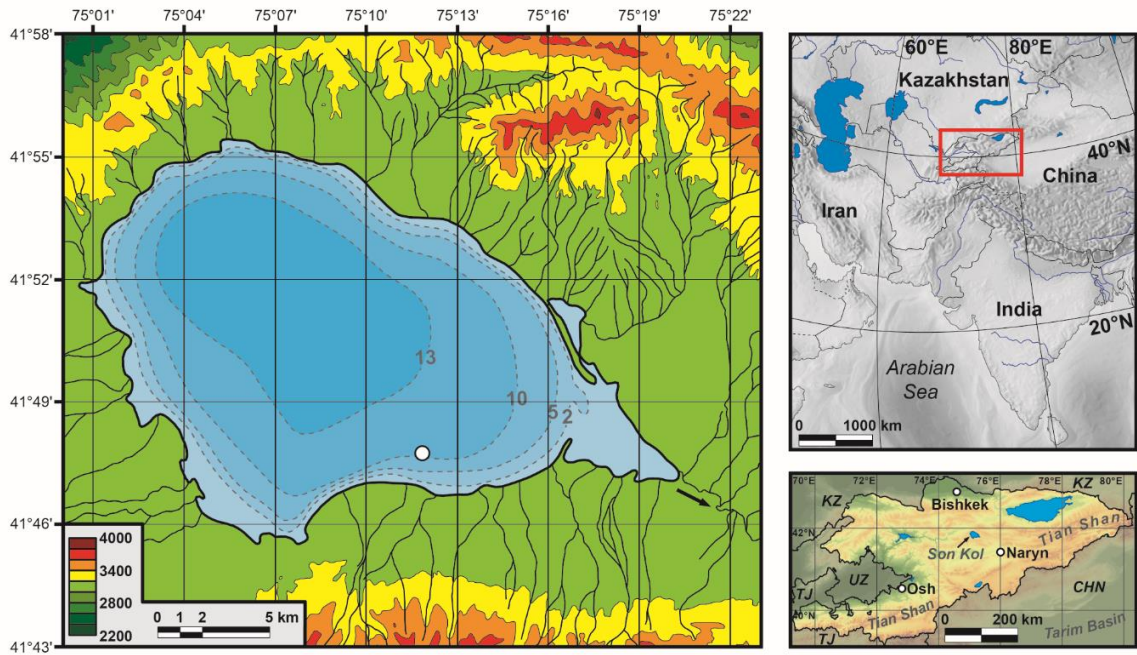 75°01' 75°04' 75°07' 75°10' 75°13' 75°16' 75°19' 75°22'
41°58'
41°55'
41°52'
41°49'
41°46'
41°43'
13
10
5
2
4000
3400
2800
2200
0 1 2 5 km
60°E 80°E
Kazakhstan
40°N
China
Iran
India
20°N
Arabian
Sea
0 1000 km
70°E 72°E 74°E 76°E 78°E 80°E
KZ KZ
Bishkek
42°N
Tian Shan
Son Kol
Naryn
UZ
Osh
CHN
TJ
40°N
Tian Shan
0 200 km
Tarim Basin
TJ